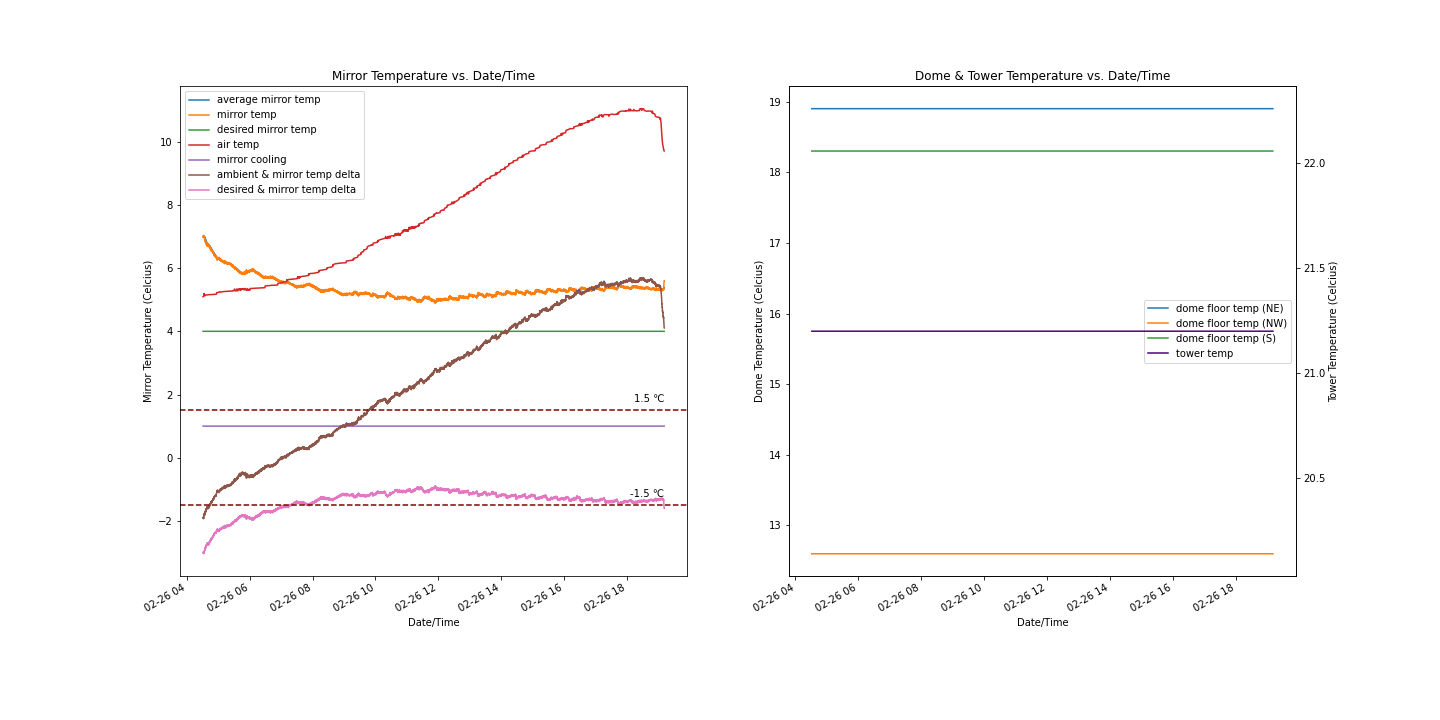 Mirror Temperature vs. Date/Time
average mirror temp
mirror temp
desired mirror temp
air temp
mirror cooling
ambient & mirror temp delta
desired & mirror temp delta
10
8
6
4
2
0
−2
Mirror Temperature (Celcius)
1.5 ℃
-1.5 ℃
02-26 04
02-26 06
02-26 08
02-26 10
02-26 12
02-26 14
02-26 16
02-26 18
Date/Time
Dome & Tower Temperature vs. Date/Time
19
18
17
16
15
14
13
Dome Temperature (Celcius)
dome floor temp (NE)
dome floor temp (NW)
dome floor temp (S)
tower temp
22.0
21.5
21.0
20.5
Tower Temperature (Celcius)
02-26 04
02-26 06
02-26 08
02-26 10
02-26 12
02-26 14
02-26 16
02-26 18
Date/Time